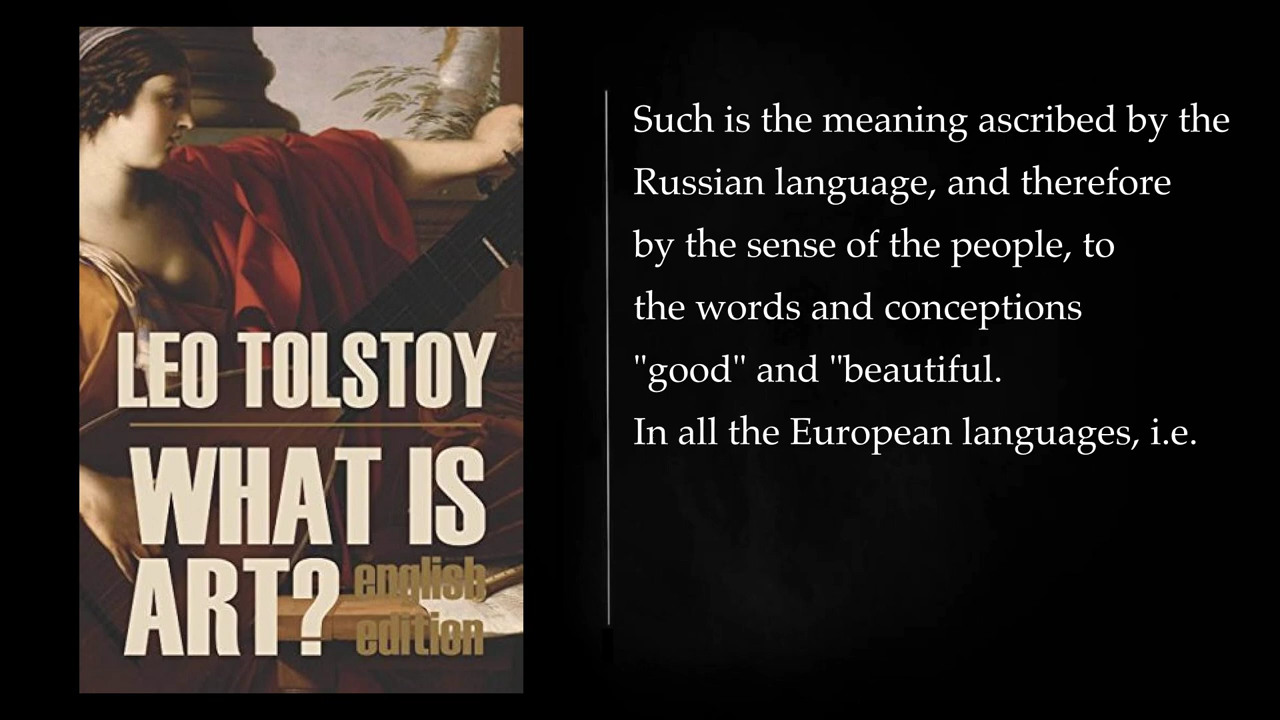 LEO TOLSTOY
WHAT IS
ART?
english
edition
Such is the meaning ascribed by the
Russian language, and therefore
by the sense of the people, to
the words and conceptions
"good" and "beautiful.
In all the European languages, i.e.